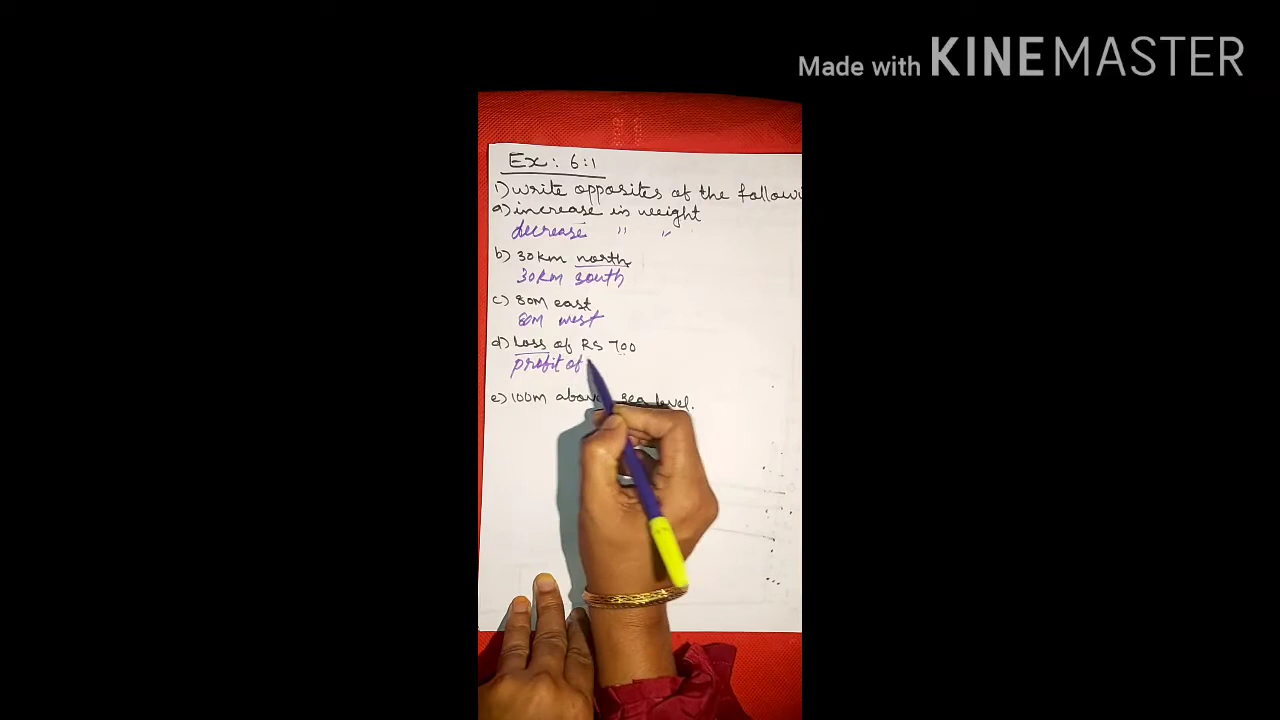 Made with KINEMASTER
Ex: 6:1
1) write opposites of the followi
a) increase in weight
decrease " "
b) 30km north
30km south
c) 80M east
80M west
d) Loss of RS 700
profit of
e) 100m above sea level.